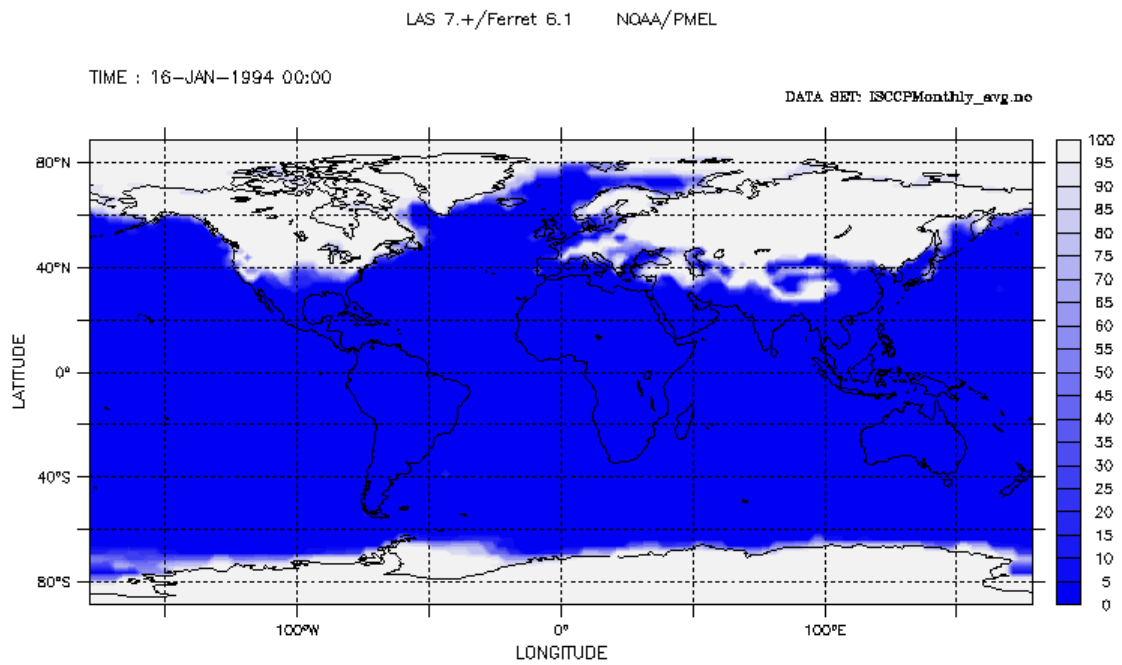 LAS 7.+/Ferret 6.1 NOAA/PMEL
TIME : 16-JAN-1994 00:00
DATA SET: ISCCPMonthly_avg.nc
80°N
40°N
0°
40°S
80°S
LATITUDE
100°W
0°
100°E
LONGITUDE
100
95
90
85
80
75
70
65
60
55
50
45
40
35
30
25
20
15
10
5
0